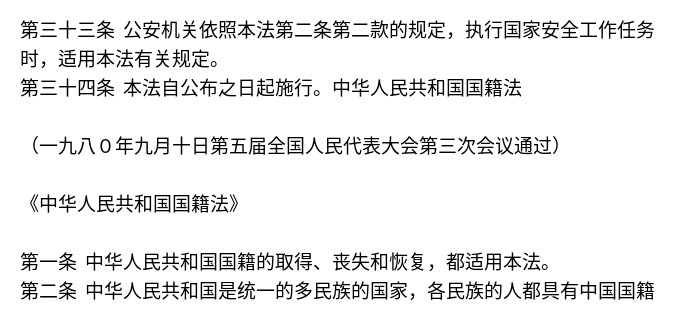 第三十三条 公安机关依照本法第二条第二款的规定，执行国家安全工作任务
时，适用本法有关规定。
第三十四条 本法自公布之日起施行。中华人民共和国国籍法
（一九八０年九月十日第五届全国人民代表大会第三次会议通过）
《中华人民共和国国籍法》
第一条 中华人民共和国国籍的取得、丧失和恢复，都适用本法。
第二条 中华人民共和国是统一的多民族的国家，各民族的人都具有中国国籍